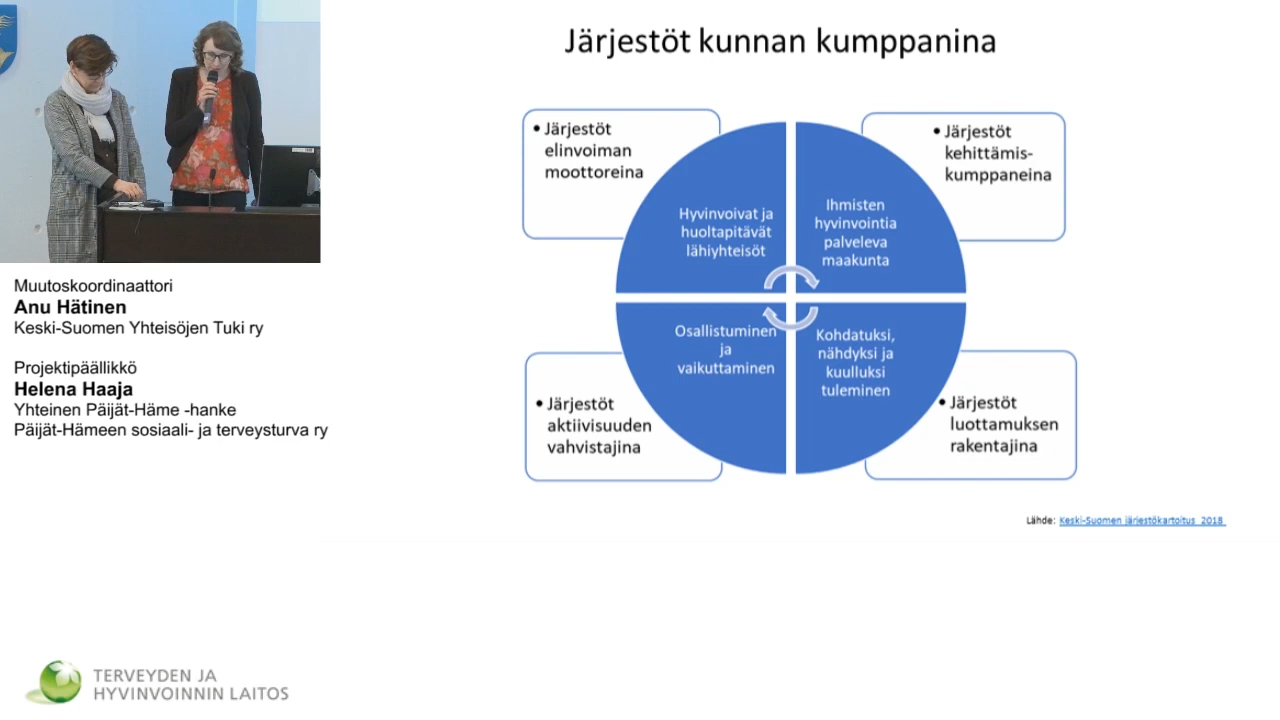 Järjestöt kunnan kumppanina
• Järjestöt
elinvoiman
moottoreina
• Järjestöt
kehittämis-
kumppaneina
Hyvinvoivat ja
huoltapitävät
lähiyhteisöt
Ihmisten
hyvinvointia
palveleva
maakunta
Osallistuminen
ja
vaikuttaminen
Kohdatuksi,
nähdyksi ja
kuulluksi
tuleminen
• Järjestöt
aktiivisuuden
vahvistajina
• Järjestöt
luottamuksen
rakentajina
Lähde: Keski-Suomen järjestökartoitus 2018
Muutoskoordinaattori
Anu Hätinen
Keski-Suomen Yhteisöjen Tuki ry
Projektipäällikkö
Helena Haaja
Yhteinen Päijät-Häme -hanke
Päijät-Hämeen sosiaali- ja terveysturva ry
TERVEYDEN JA
HYVINVOINNIN LAITOS